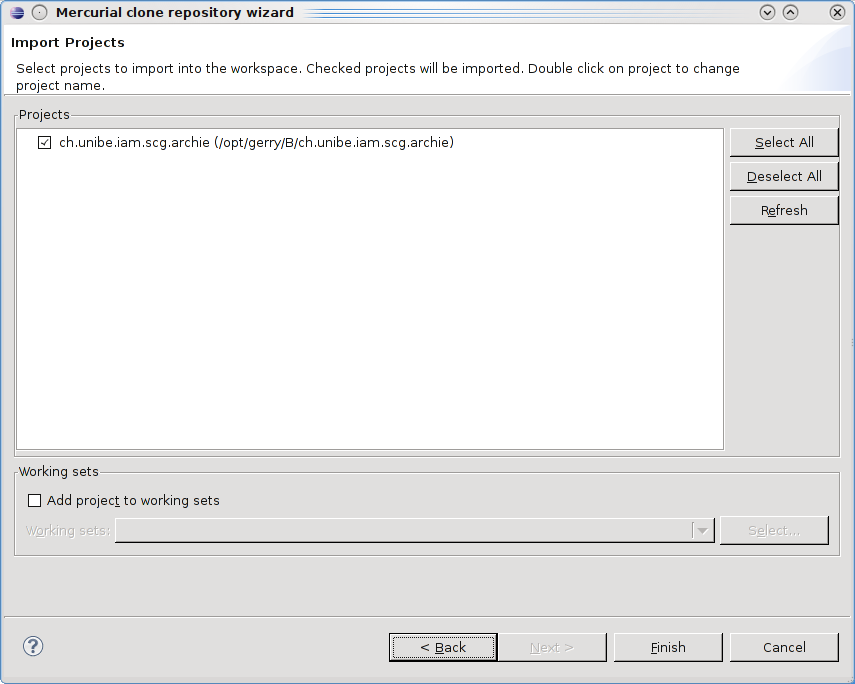 Mercurial clone repository wizard
Import Projects
Select projects to import into the workspace. Checked projects will be imported. Double click on project to change
project name.
Projects
ch.unibe.iam.scg.archie (/opt/gerry/B/ch.unibe.iam.scg.archie)
Select All
Deselect All
Refresh
Working sets
Add project to working sets
Working sets:
Select...
?
< Back
Next >
Finish
Cancel